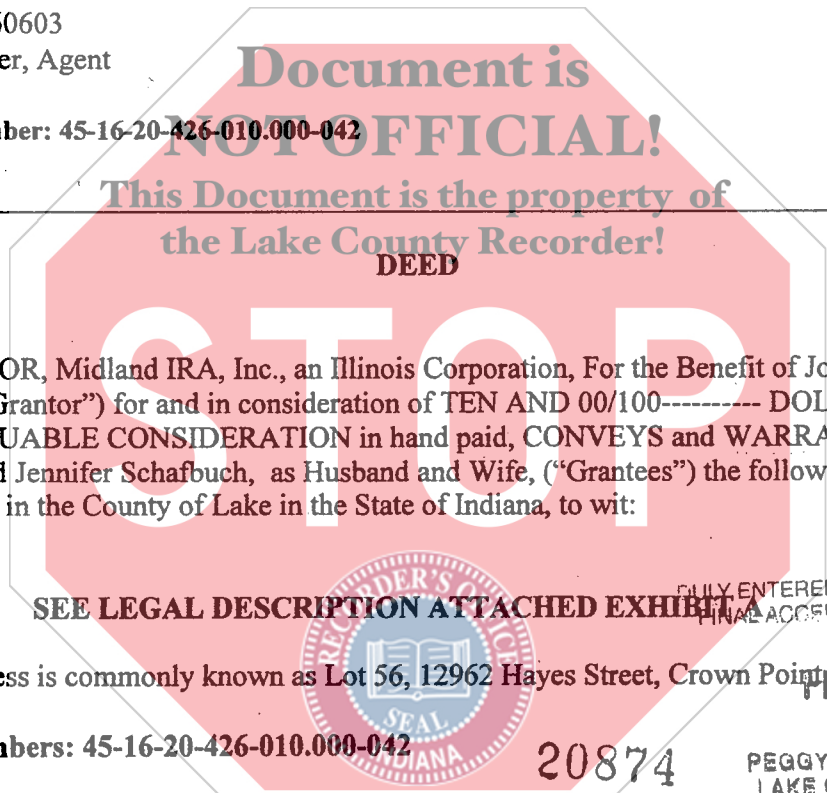 60603
er, Agent
Document is
nber: 45-16-20-426-010.000-042
NOT OFFICIAL!
This Document is the property of
the Lake County Recorder!
DEED
STOP
OR, Midland IRA, Inc., an Illinois Corporation, For the Benefit of Jo
Grantor”) for and in consideration of TEN AND 00/100---------- DOL
UABLE CONSIDERATION in hand paid, CONVEYS and WARRA
d Jennifer Schafbuch, as Husband and Wife, (“Grantees”) the follow
in the County of Lake in the State of Indiana, to wit:
DULY ENTERED
SEE LEGAL DESCRIPTION ATTACHED EXHIBIT A
FINAL ACCE
RECORDER'S OFFICE
ess is commonly known as Lot 56, 12962 Hayes Street, Crown Point
SEAL
INDIANA
nbers: 45-16-20-426-010.000-042
20874
PEGGY
LAKE